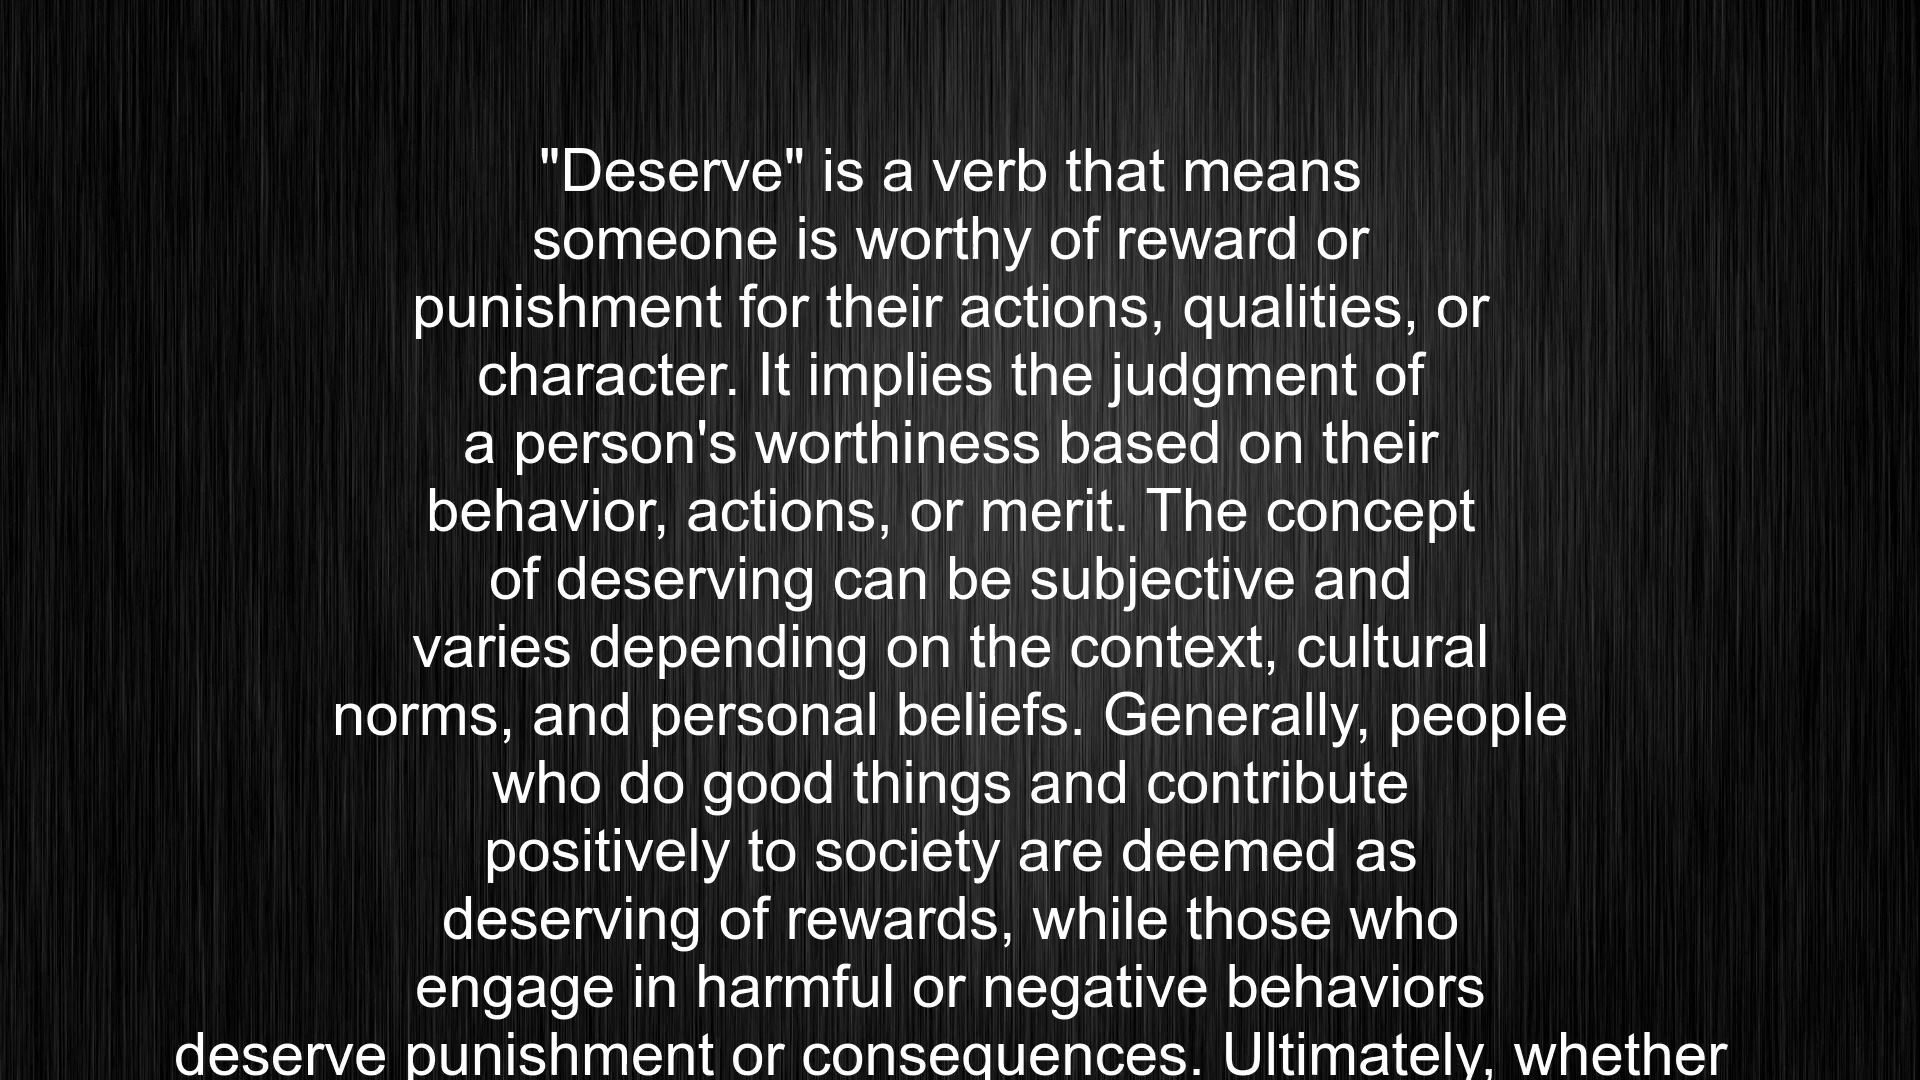 "Deserve" is a verb that means
someone is worthy of reward or
punishment for their actions, qualities, or
character. It implies the judgment of
a person's worthiness based on their
behavior, actions, or merit. The concept
of deserving can be subjective and
varies depending on the context, cultural
norms, and personal beliefs. Generally, people
who do good things and contribute
positively to society are deemed as
deserving of rewards, while those who
engage in harmful or negative behaviors
deserve punishment or consequences. Ultimately, whether